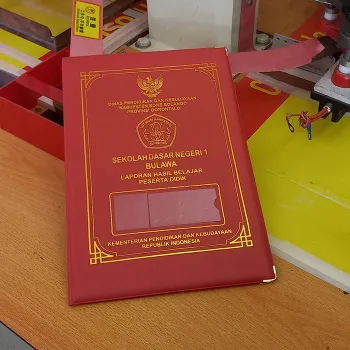 DINAS PENDIDIKAN DAN KEBUDAYAAN
KABUPATEN BONE BOLANGO
PROVINSI GORONTALO
SEKOLAH DASAR NEGERI 1
BULAWA
LAPORAN HASIL BELAJAR
PESERTA DIDIK
KEMENTERIAN PENDIDIKAN DAN KEBUDAYAAN
REPUBLIK INDONESIA